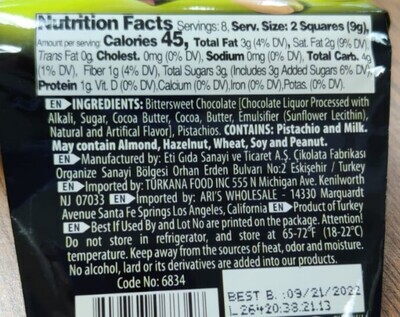 Nutrition Facts Servings: 8, Serv. Size: 2 Squares (9g),
Amount per serving: Calories 45, Total Fat 3g (4% DV), Sat. Fat 2g (9% DV),
Trans Fat 0g, Cholest. 0mg (0% DV), Sodium 0mg (0% DV), Total Carb. 4g
(1% DV), Fiber 1g (4% DV), Total Sugars 3g, (Includes 3g Added Sugars 6% DV),
Protein 1g, Vit. D (0% DV), Calcium (0% DV), Iron (0% DV), Potas. (0% DV).
EN INGREDIENTS: Bittersweet Chocolate [Chocolate Liquor Processed with
Alkali, Sugar, Cocoa Butter, Cocoa Butter, Emulsifier (Sunflower Lecithin),
Natural and Artifical Flavor], Pistachios. CONTAINS: Pistachio and Milk.
May contain Almond, Hazelnut, Wheat, Soy and Peanut.
EN Manufactured by: Eti Gıda Sanayi ve Ticaret A.Ş. Çikolata Fabrikası
Organize Sanayi Bölgesi Orhan Erden Bulvarı No:2 Eskişehir / Turkey
EN Imported by: TÜRKANA FOOD INC 555 N Michigan Ave. Kenilworth
NJ 07033 EN Imported by: ARI'S WHOLESALE - 14030 Marquardt
Avenue Santa Fe Springs Los Angeles, California EN Product of Turkey
EN Best If Used By and Lot No are printed on the package. Attention!
Do not store in refrigerator, and store at 65-72°F (18-22°C)
temperature. Keep away from the sources of heat, odor and moisture.
No alcohol, lard or its derivatives are added into our products.
Code No: 6834
BEST B.:09/21/2022
L2642038.21.13